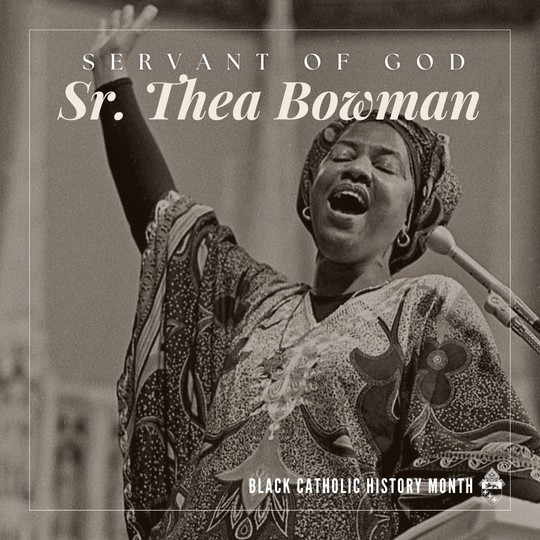 SERVANT OF GOD
Sr. Thea Bowman
BLACK CATHOLIC HISTORY MONTH